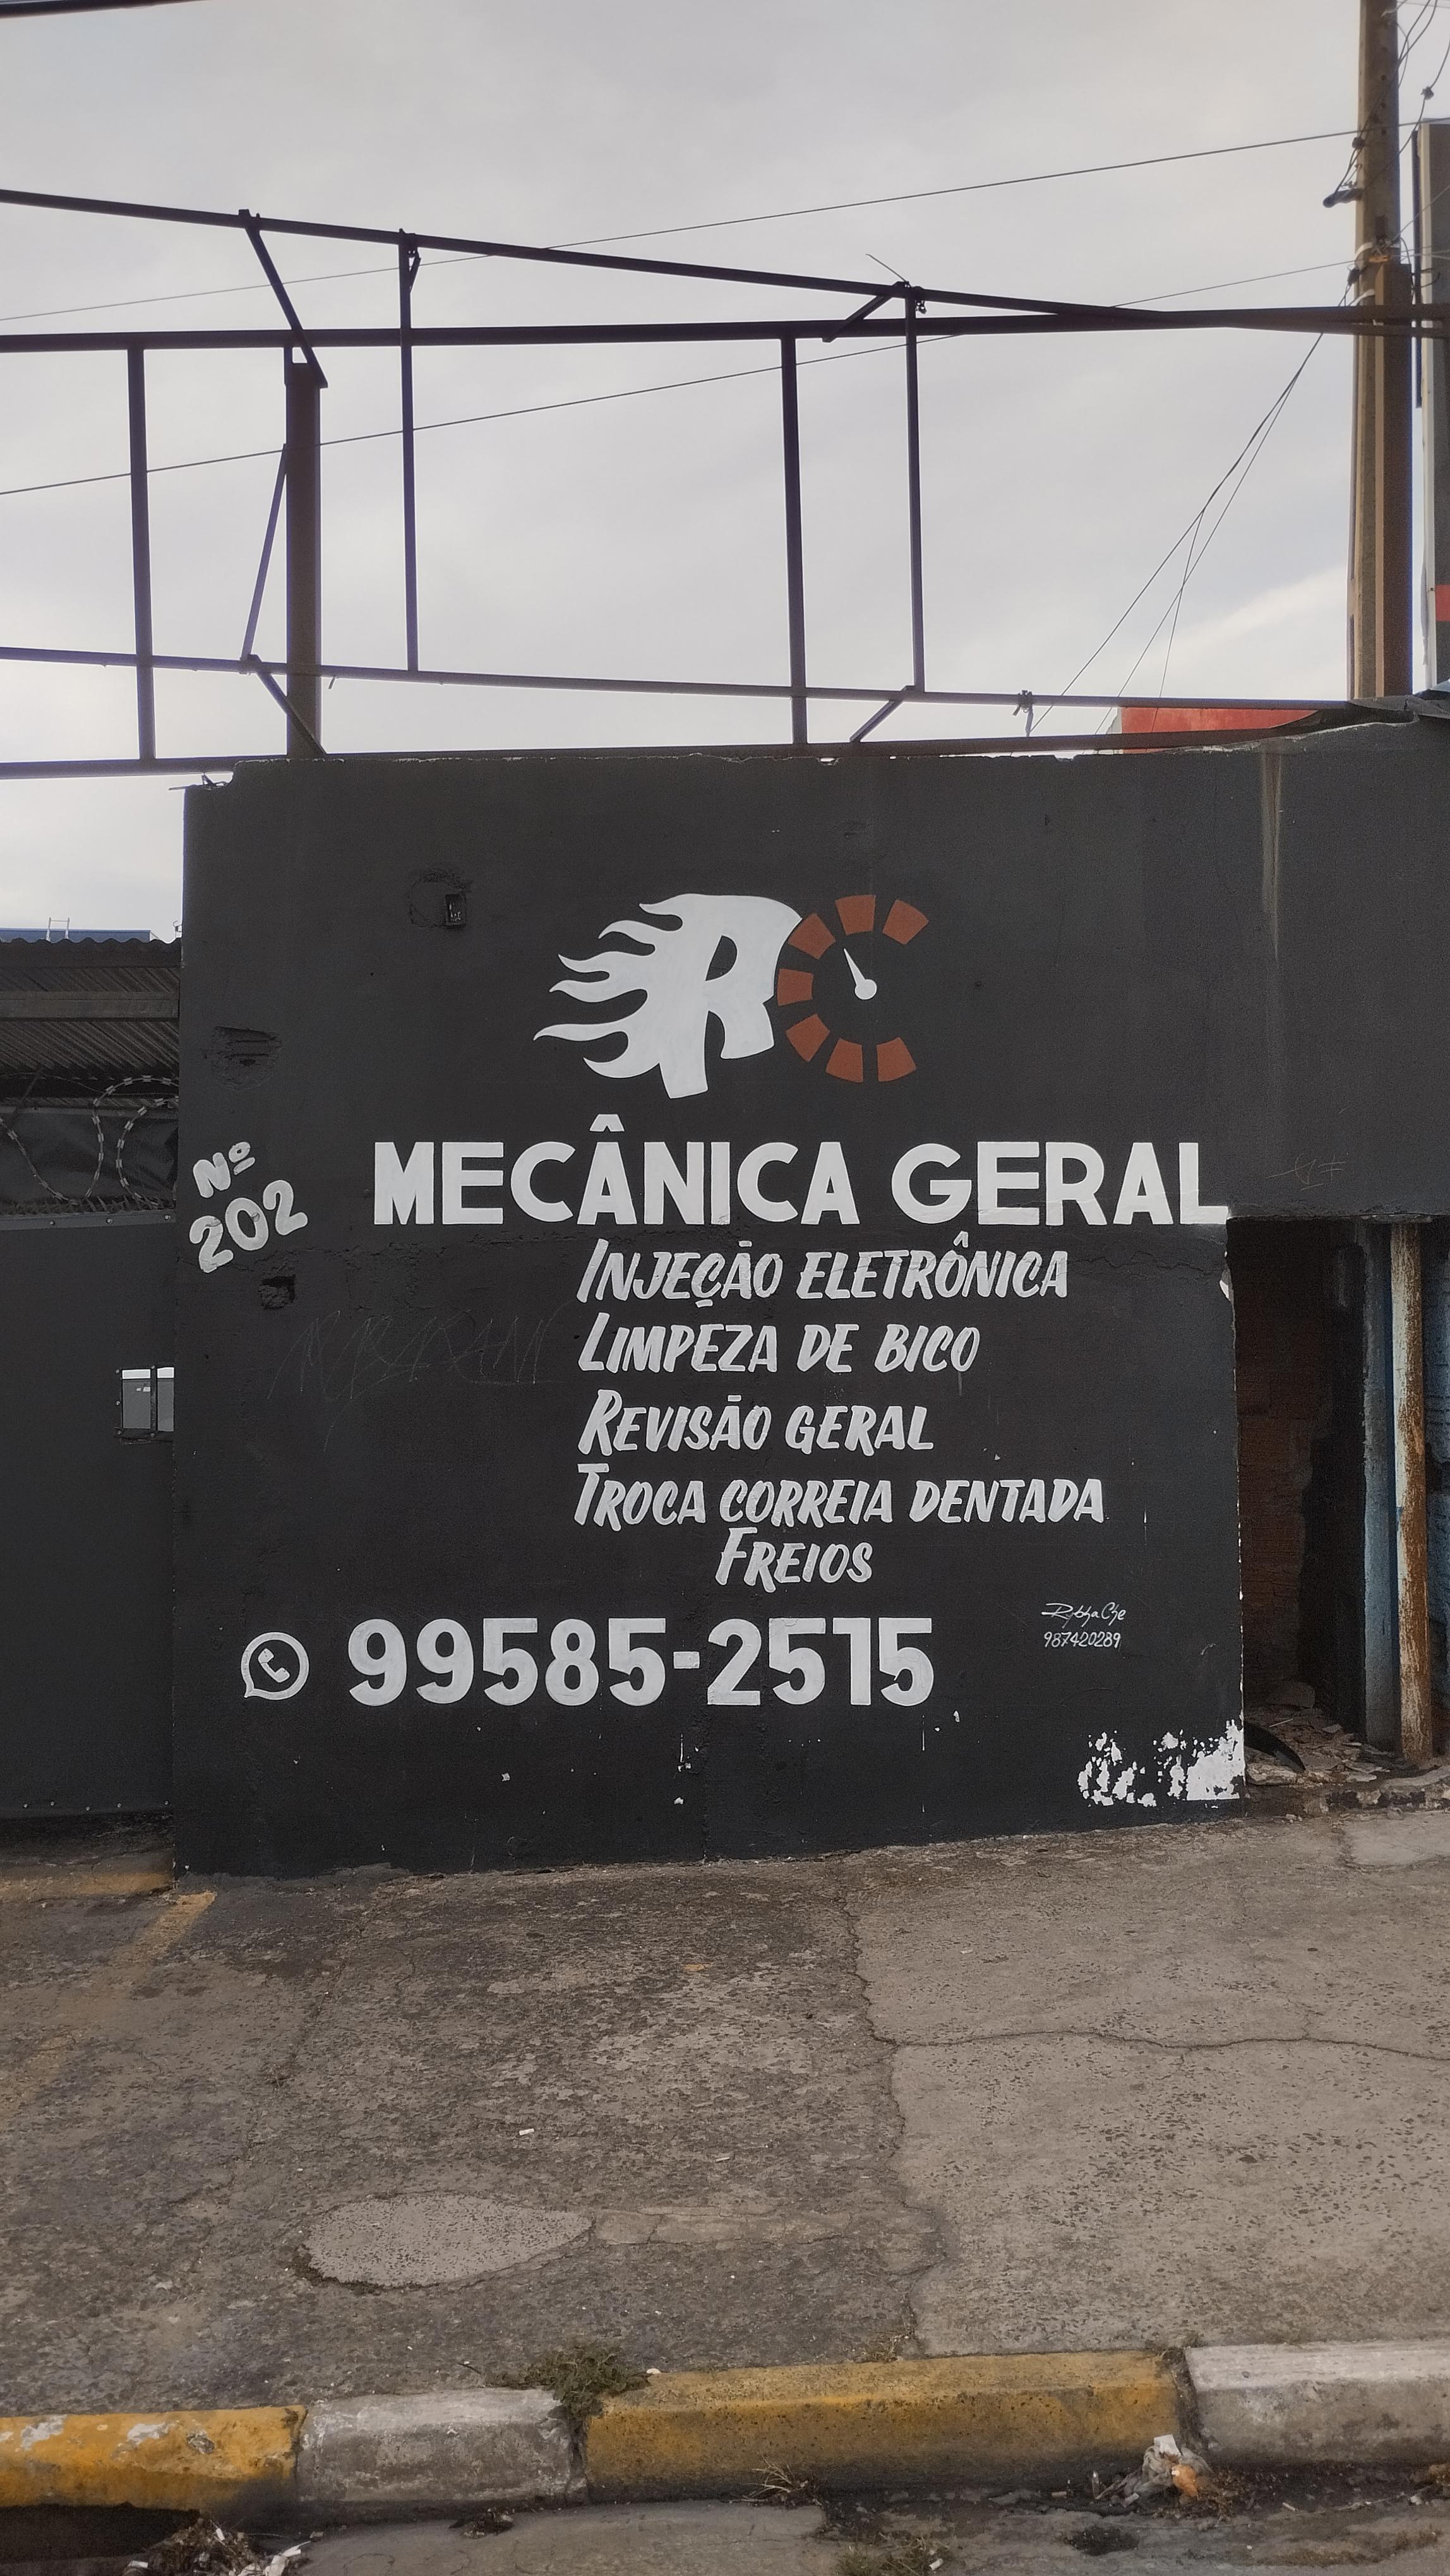 RC
Nº
202
MECÂNICA GERAL
INJEÇÃO ELETRÔNICA
LIMPEZA DE BICO
REVISÃO GERAL
TROCA CORREIA DENTADA
FREIOS
99585-2515
987420289